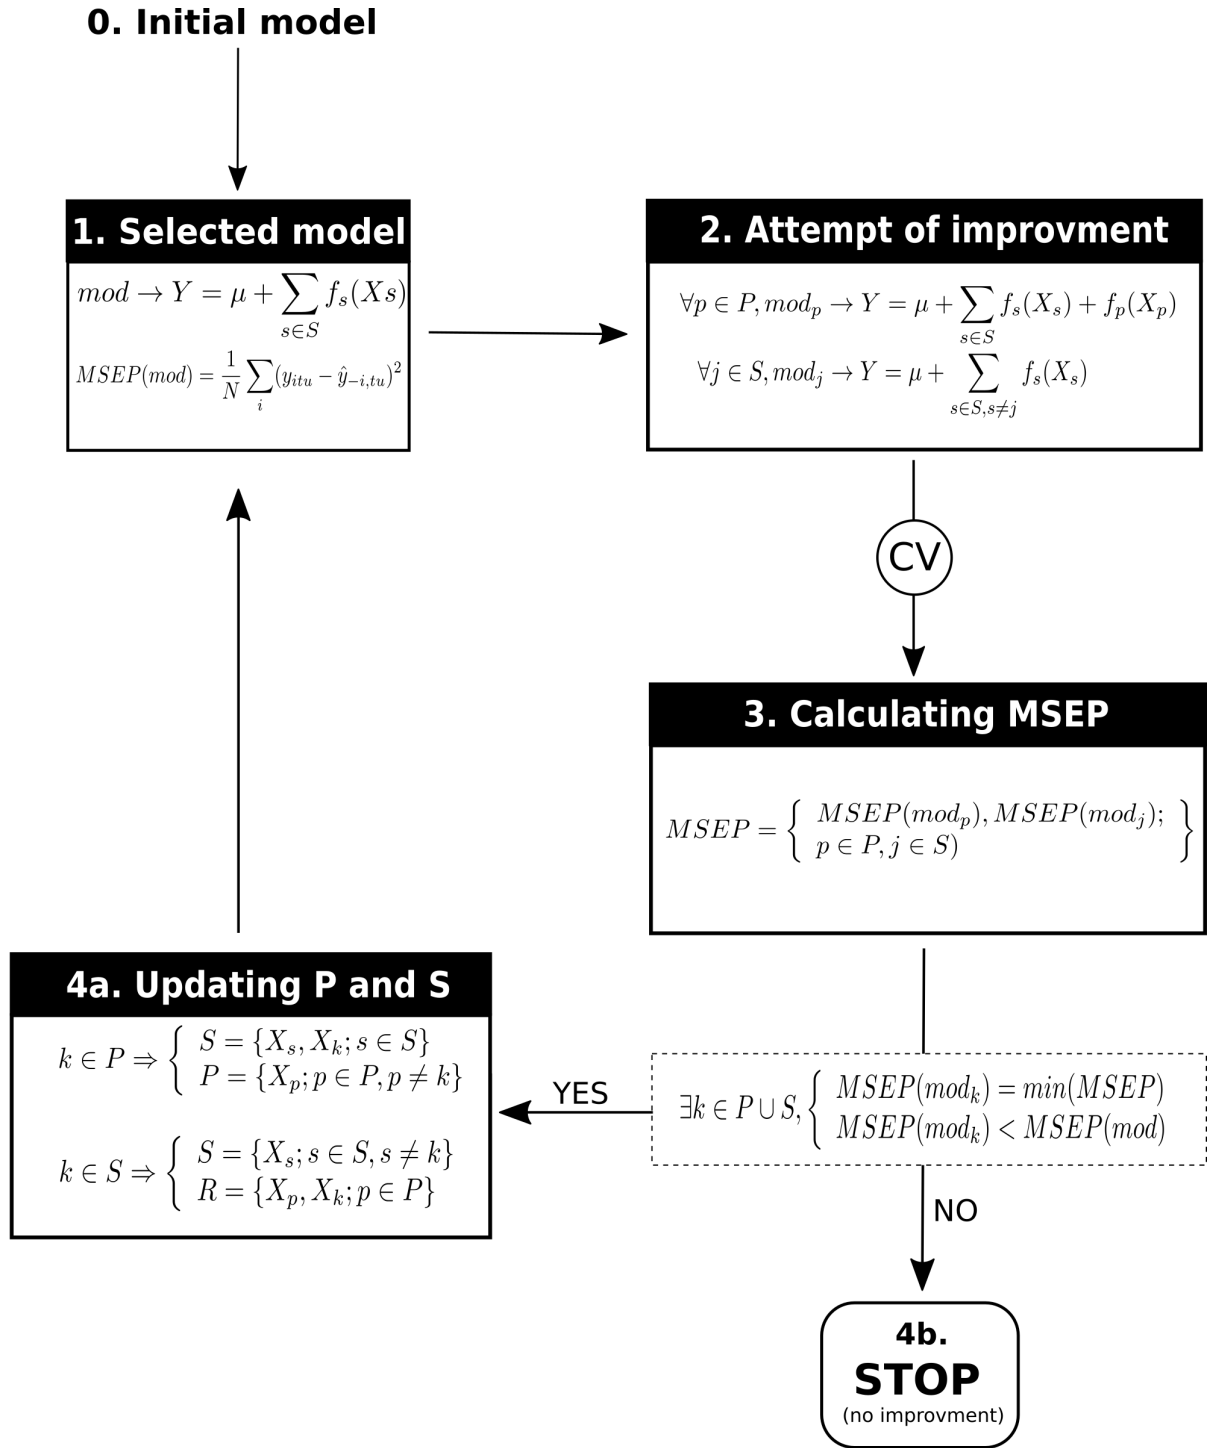 0. Initial model
1. Selected model
mod → Y = μ + ∑_{s∈S} f_s(Xs)
MSEP(mod) = \frac{1}{N} ∑_i (y_{itu} − ŷ_{−i,tu})^2
2. Attempt of improvment
∀p ∈ P, mod_p → Y = μ + ∑_{s∈S} f_s(X_s) + f_p(X_p)
∀j ∈ S, mod_j → Y = μ + ∑_{s∈S,s≠j} f_s(X_s)
CV
3. Calculating MSEP
MSEP = { MSEP(mod_p), MSEP(mod_j);
p ∈ P, j ∈ S) }
∃k ∈ P ∪ S, { MSEP(mod_k) = min(MSEP)
MSEP(mod_k) < MSEP(mod)
YES
4a. Updating P and S
k ∈ P ⇒ { S = {X_s, X_k; s ∈ S}
P = {X_p; p ∈ P, p ≠ k}
k ∈ S ⇒ { S = {X_s; s ∈ S, s ≠ k}
R = {X_p, X_k; p ∈ P}
NO
4b.
STOP
(no improvment)